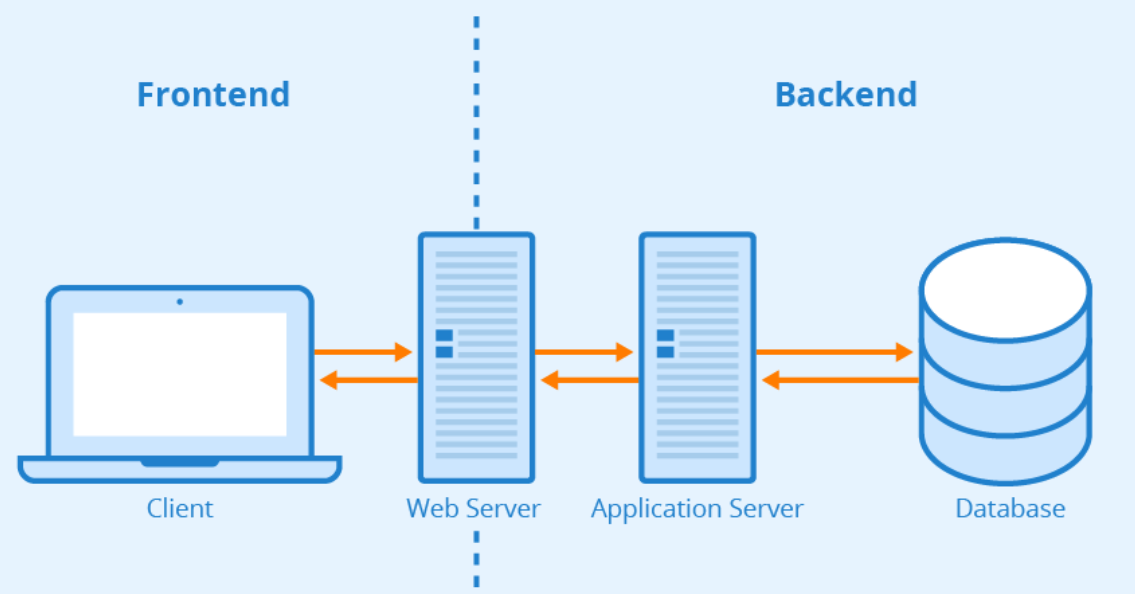 Frontend
Backend
Client
Web Server
Application Server
Database